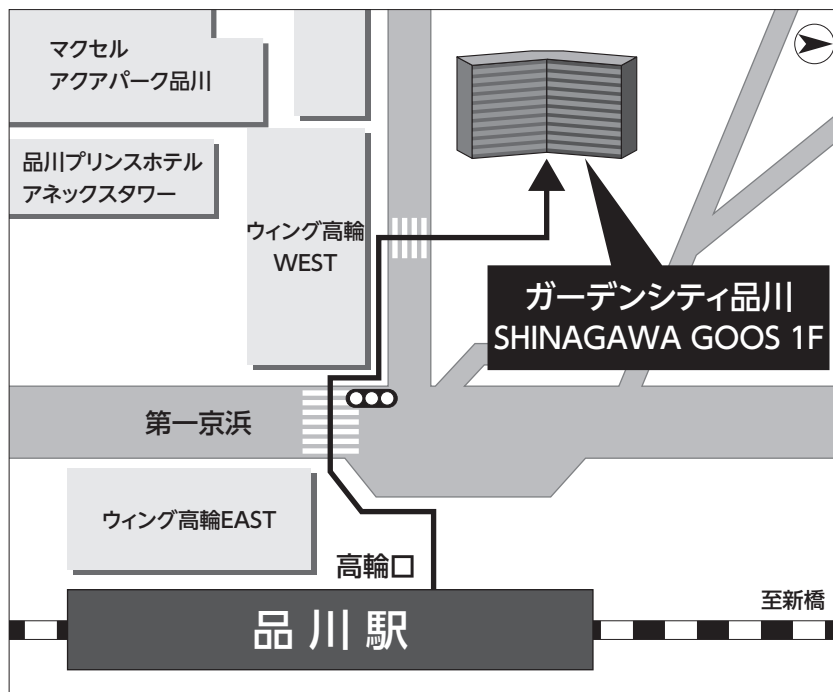 マクセル
アクアパーク品川
品川プリンスホテル
アネックスタワー
ウィング高輪
WEST
ガーデンシティ品川
SHINAGAWA GOOS 1F
第一京浜
ウィング高輪EAST
高輪口
至新橋
品川駅